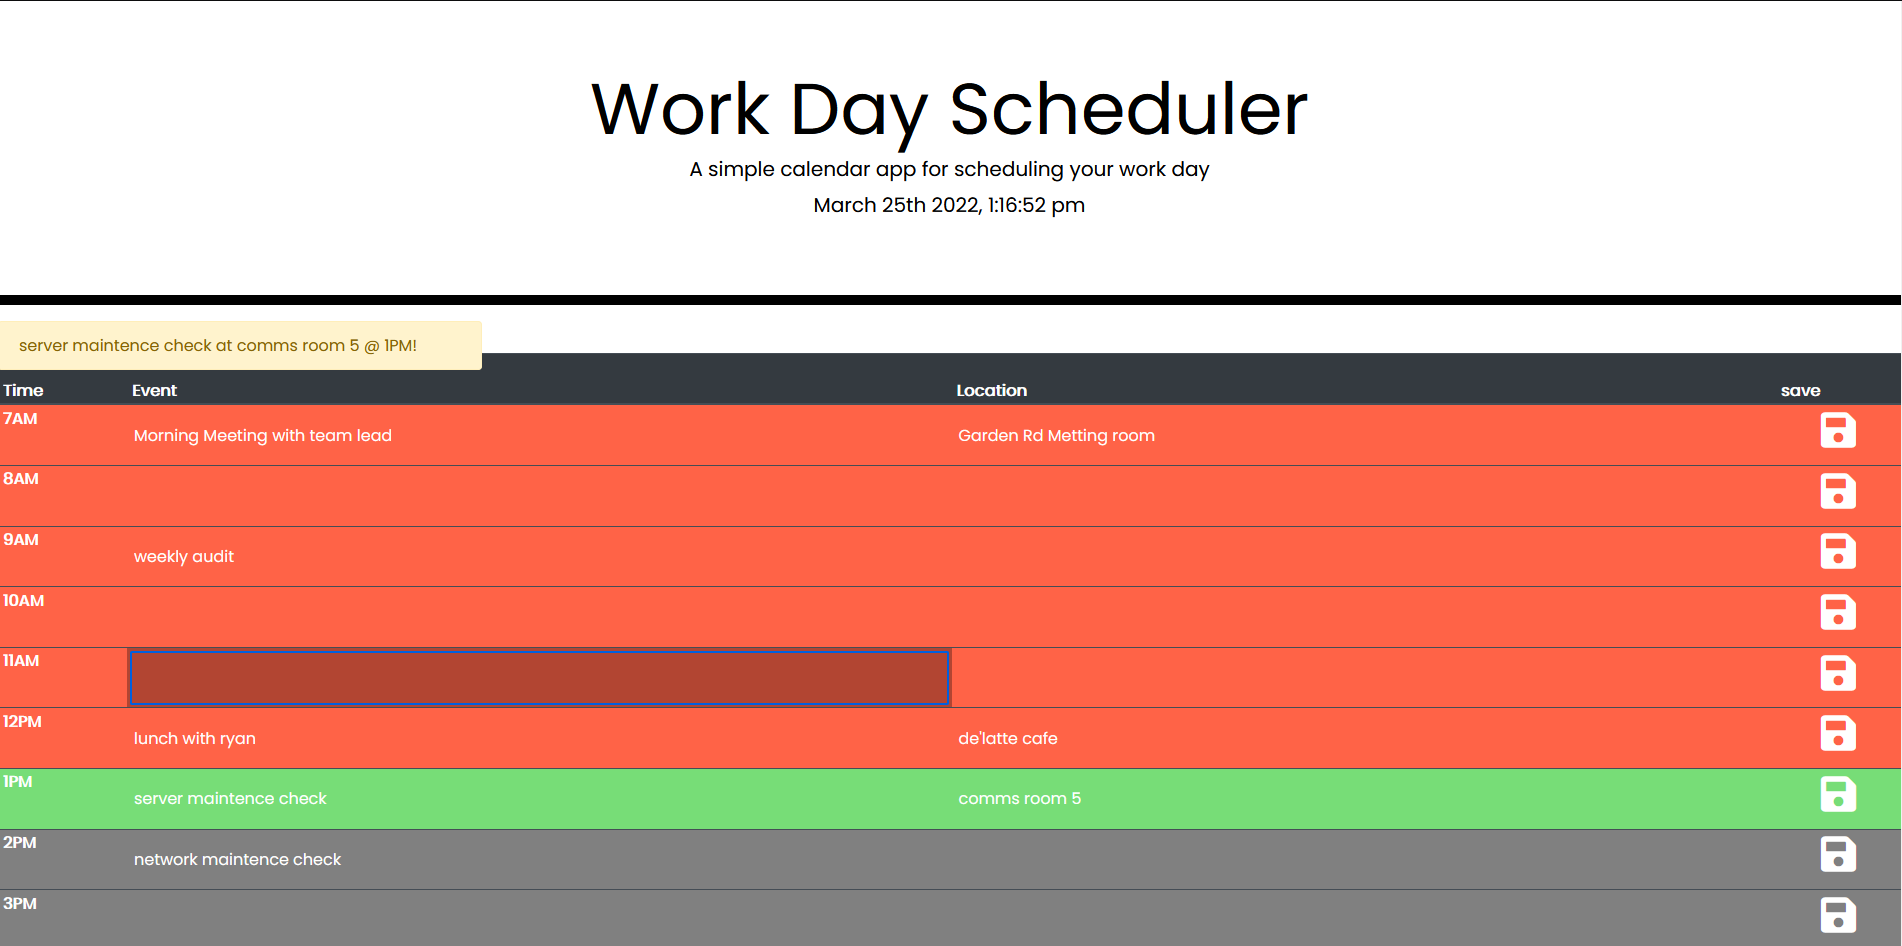 Work Day Scheduler
A simple calendar app for scheduling your work day
March 25th 2022, 1:16:52 pm
server maintence check at comms room 5 @ 1PM!
Time Event Location save
7AM Morning Meeting with team lead Garden Rd Metting room
8AM
9AM weekly audit
10AM
11AM
12PM lunch with ryan de'latte cafe
1PM server maintence check comms room 5
2PM network maintence check
3PM